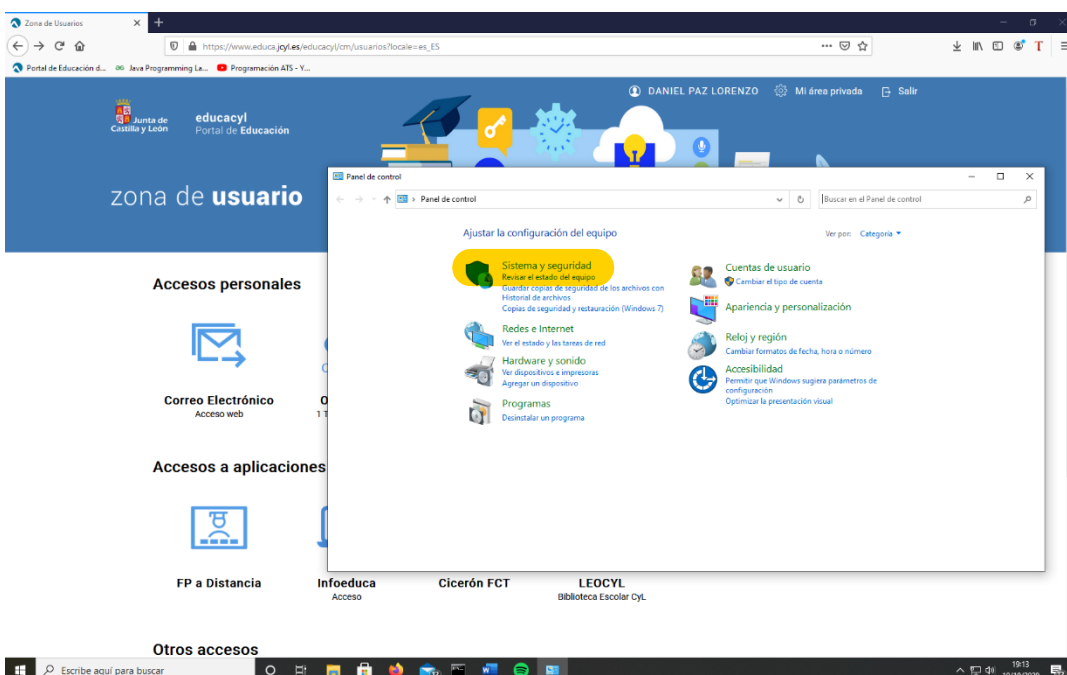 Zona de Usuarios
https://www.educa.jcyl.es/educacyl/cm/usuarios?locale=es_ES
Portal de Educación d... Java Programming La... Programación ATS - Y...
DANIEL PAZ LORENZO Mi área privada Salir
Junta de
Castilla y León
educacyl
Portal de Educación
zona de usuario
Panel de control
Panel de control
Buscar en el Panel de control
Ajustar la configuración del equipo
Ver por: Categoría
Sistema y seguridad
Revisar el estado del equipo
Guardar copias de seguridad de los archivos con
Historial de archivos
Copias de seguridad y restauración (Windows 7)
Redes e Internet
Ver el estado y las tareas de red
Hardware y sonido
Ver dispositivos e impresoras
Agregar un dispositivo
Programas
Desinstalar un programa
Cuentas de usuario
Cambiar el tipo de cuenta
Apariencia y personalización
Reloj y región
Cambiar formatos de fecha, hora o número
Accesibilidad
Permitir que Windows sugiera parámetros de
configuración
Optimizar la presentación visual
Accesos personales
Correo Electrónico
Acceso web
Accesos a aplicaciones
FP a Distancia
Infoeduca
Acceso
Cicerón FCT
LEOCYL
Biblioteca Escolar CyL
Otros accesos
Escribe aquí para buscar
19:13